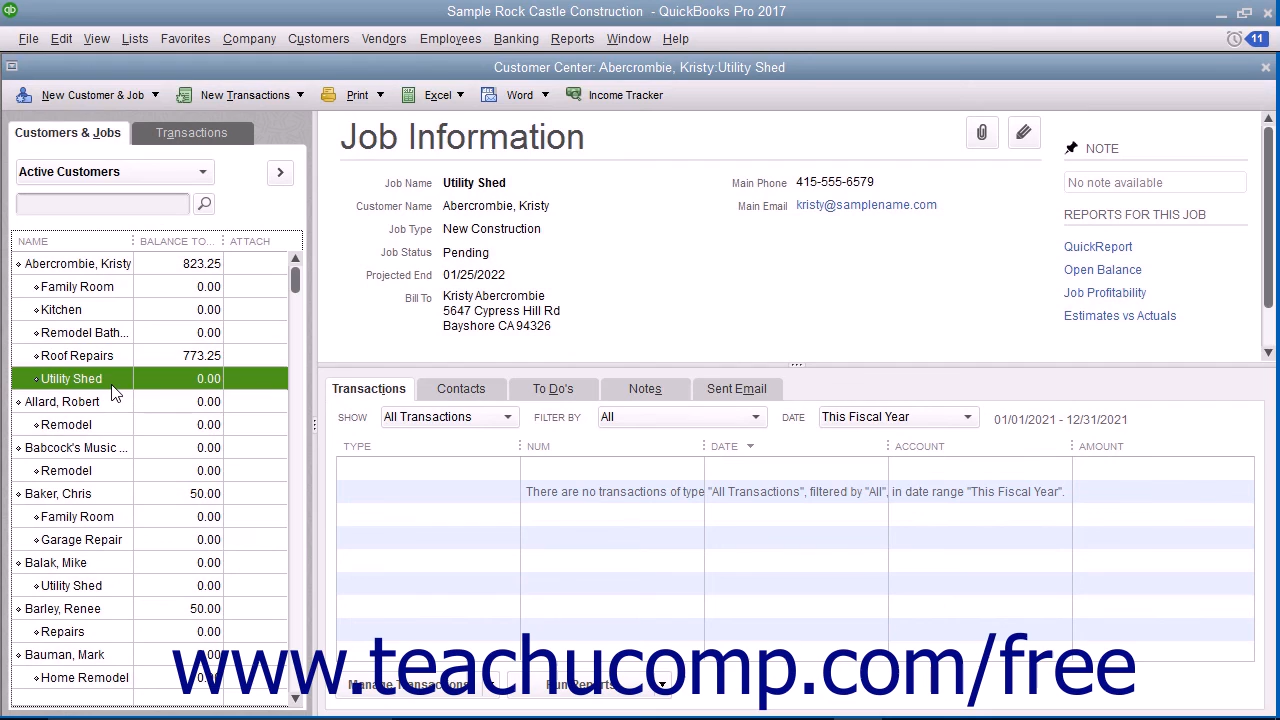 qb Sample Rock Castle Construction - QuickBooks Pro 2017
File Edit View Lists Favorites Company Customers Vendors Employees Banking Reports Window Help 11
Customer Center: Abercrombie, Kristy:Utility Shed
New Customer & Job New Transactions Print Excel Word Income Tracker
Customers & Jobs Transactions
Active Customers
NAME BALANCE TO... ATTACH
Abercrombie, Kristy 823.25
Family Room 0.00
Kitchen 0.00
Remodel Bath... 0.00
Roof Repairs 773.25
Utility Shed 0.00
Allard, Robert 0.00
Remodel 0.00
Babcock's Music ... 0.00
Remodel 0.00
Baker, Chris 50.00
Family Room 0.00
Garage Repair 0.00
Balak, Mike 0.00
Utility Shed 0.00
Barley, Renee 50.00
Repairs 0.00
Bauman, Mark 0.00
Home Remodel 0.00
Job Information
Job Name Utility Shed
Customer Name Abercrombie, Kristy
Job Type New Construction
Job Status Pending
Projected End 01/25/2022
Bill To Kristy Abercrombie
5647 Cypress Hill Rd
Bayshore CA 94326
Main Phone 415-555-6579
Main Email kristy@samplename.com
NOTE
No note available
REPORTS FOR THIS JOB
QuickReport
Open Balance
Job Profitability
Estimates vs Actuals
Transactions Contacts To Do's Notes Sent Email
SHOW All Transactions FILTER BY All DATE This Fiscal Year 01/01/2021 - 12/31/2021
TYPE NUM DATE ACCOUNT AMOUNT
There are no transactions of type "All Transactions", filtered by "All", in date range "This Fiscal Year".
Manage Transactions Run Reports
www.teachucomp.com/free